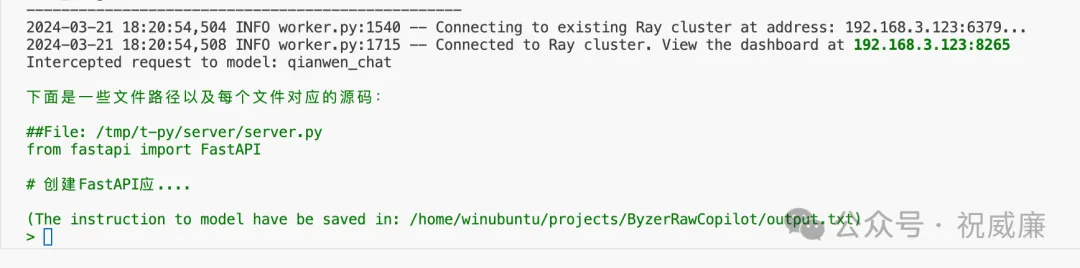 2024-03-21 18:20:54,504 INFO worker.py:1540 -- Connecting to existing Ray cluster at address: 192.168.3.123:6379...
2024-03-21 18:20:54,508 INFO worker.py:1715 -- Connected to Ray cluster. View the dashboard at 192.168.3.123:8265
Intercepted request to model: qianwen_chat
下面是一些文件路径以及每个文件对应的源码：
##File: /tmp/t-py/server/server.py
from fastapi import FastAPI
# 创建FastAPI应....
(The instruction to model have be saved in: /home/winubuntu/projects/ByzerRawCopilot/output.txt)
>
公众号 · 祝威廉